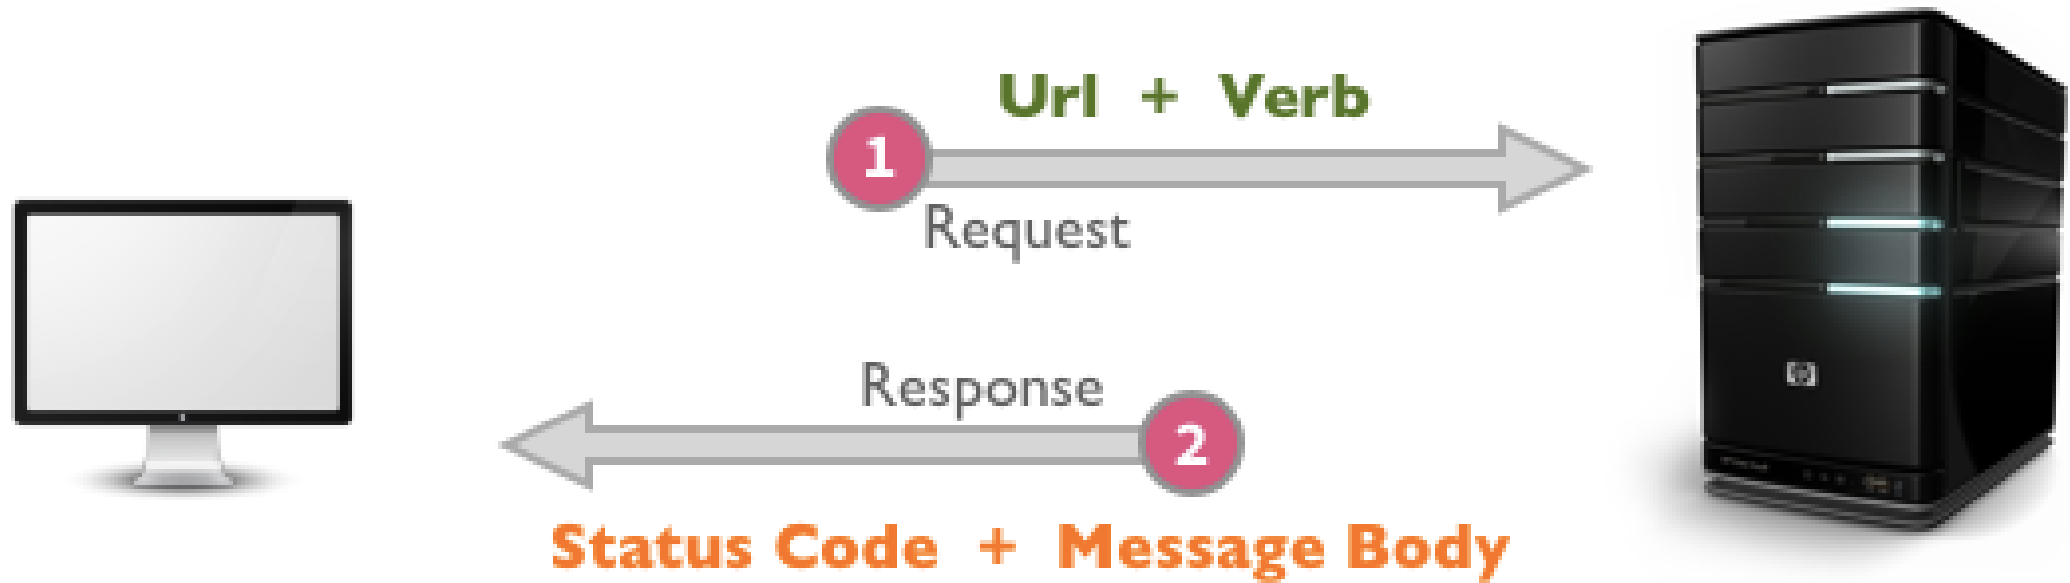 Url + Verb
1
Request
Response
2
Status Code + Message Body